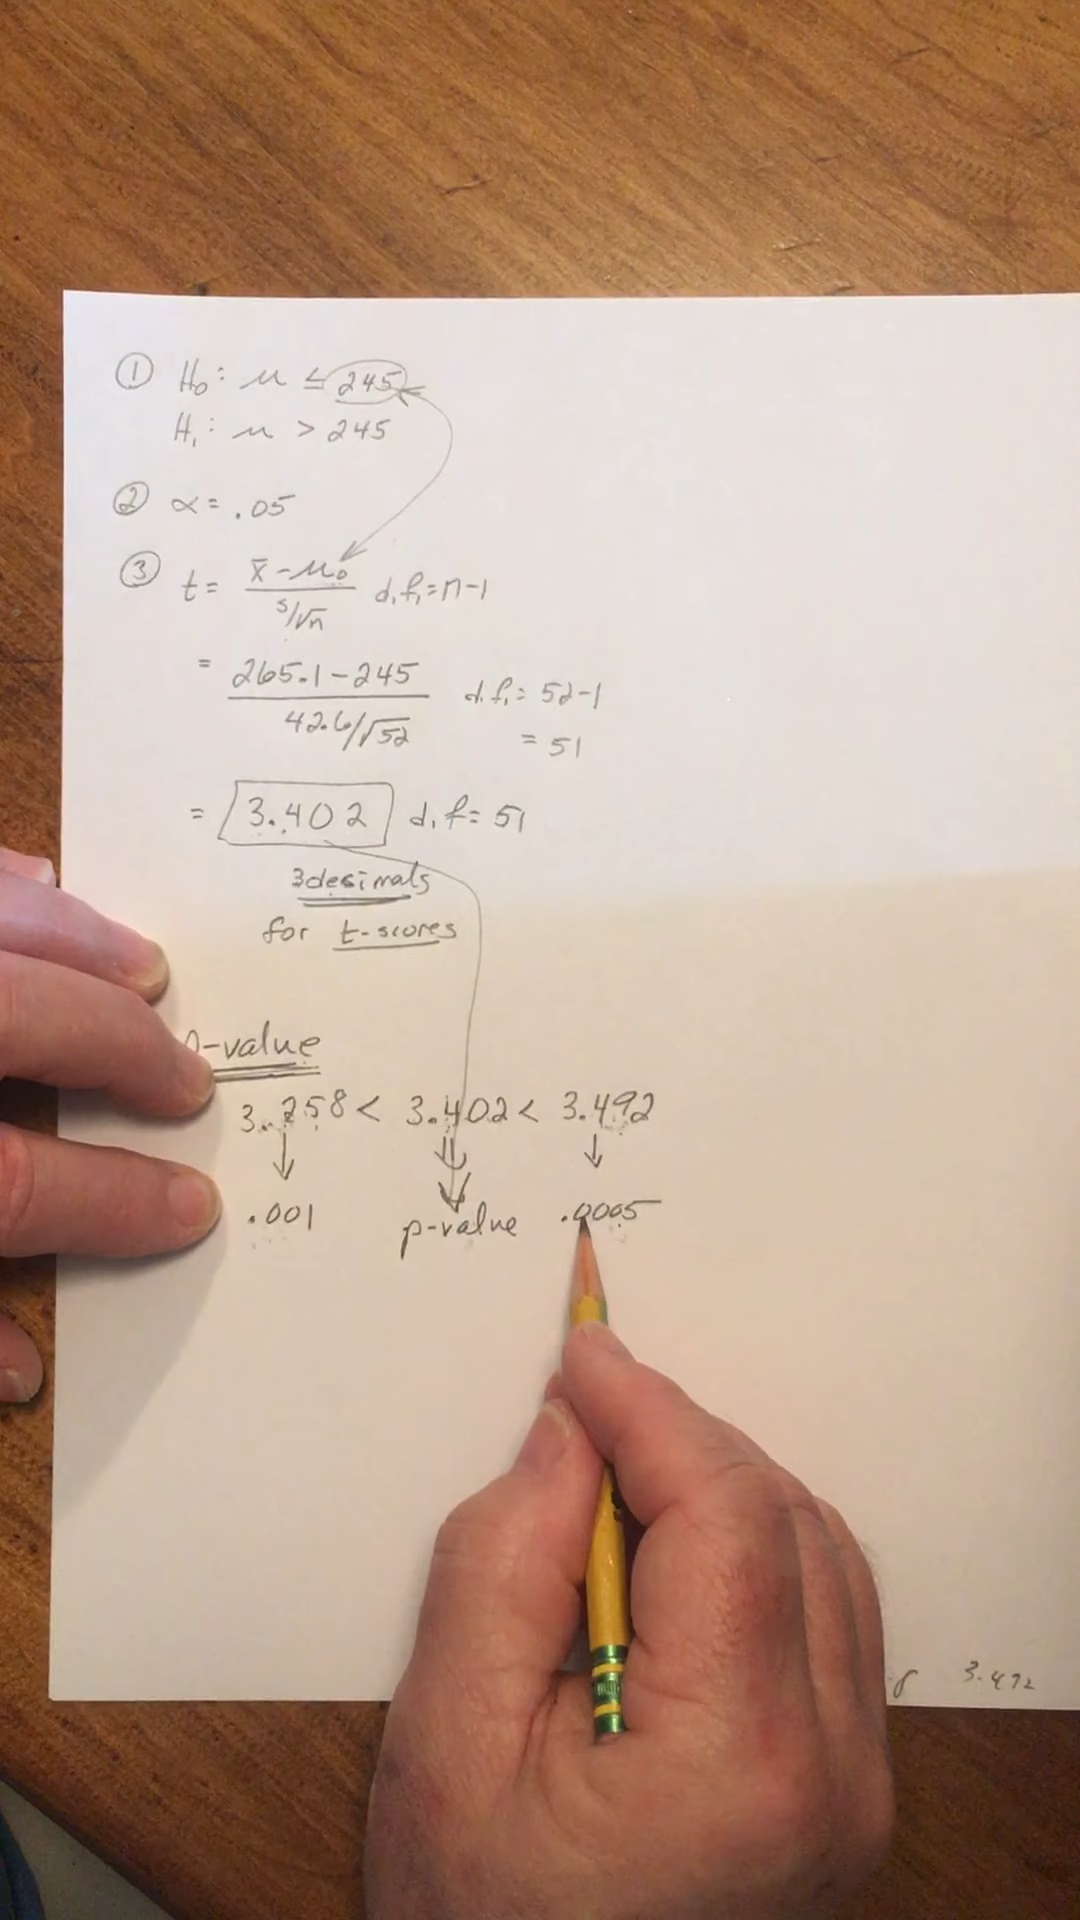 ① H₀: μ ≤ 245
H₁: μ > 245
② α = .05
③ t = x̄ - μ₀ / s/√n d.f. = n-1
= 265.1 - 245 / 42.6/√52 d.f. = 52-1
= 51
= 3.402 d.f = 51
3 desimals
for t-scores
-value
3.258 < 3.402 < 3.492
.001 p-value .0005
3.492